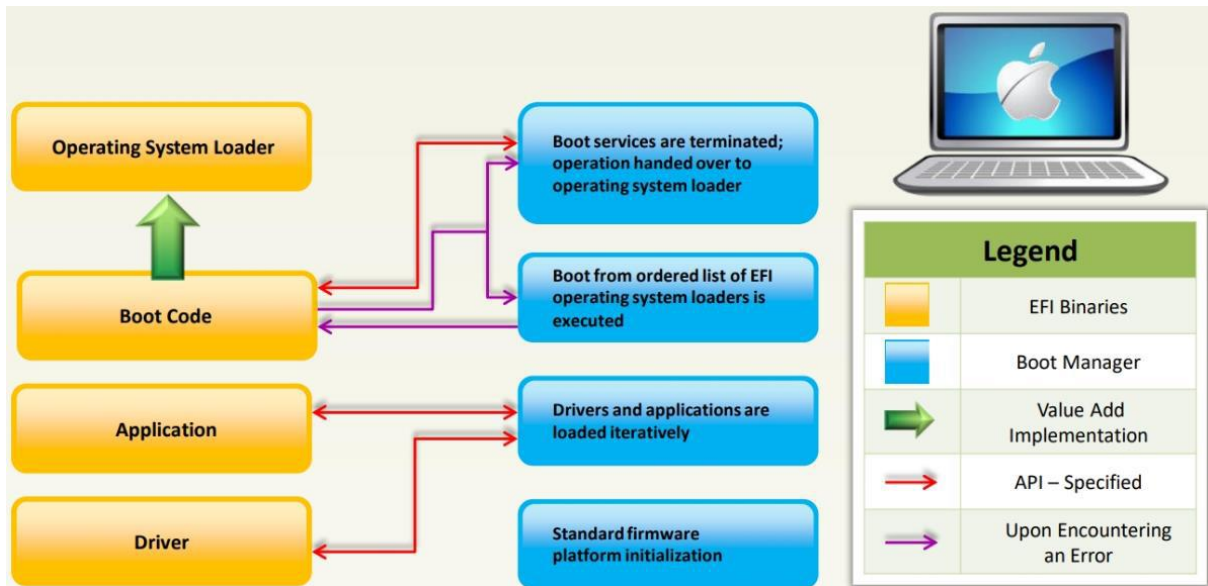 Operating System Loader
Boot Code
Application
Driver
Boot services are terminated;
operation handed over to
operating system loader
Boot from ordered list of EFI
operating system loaders is
executed
Drivers and applications are
loaded iteratively
Standard firmware
platform initialization
Legend
EFI Binaries
Boot Manager
Value Add
Implementation
API – Specified
Upon Encountering
an Error